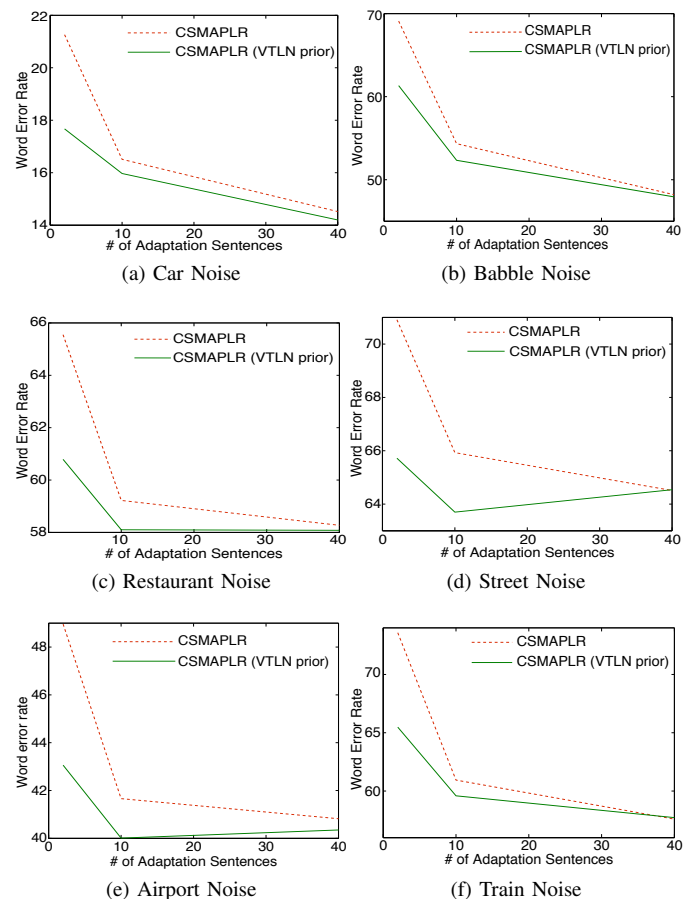 22
20
18
16
14
0 10 20 30 40
Word Error Rate
# of Adaptation Sentences
CSMAPLR
CSMAPLR (VTLN prior)
(a) Car Noise
70
60
50
0 10 20 30 40
Word Error Rate
# of Adaptation Sentences
CSMAPLR
CSMAPLR (VTLN prior)
(b) Babble Noise
66
64
62
60
58
0 10 20 30 40
Word Error Rate
# of Adaptation Sentences
CSMAPLR
CSMAPLR (VTLN prior)
(c) Restaurant Noise
70
68
66
64
0 10 20 30 40
Word Error Rate
# of Adaptation Sentences
CSMAPLR
CSMAPLR (VTLN prior)
(d) Street Noise
48
46
44
42
40
0 10 20 30 40
Word error rate
# of Adaptation Sentences
CSMAPLR
CSMAPLR (VTLN prior)
(e) Airport Noise
70
65
60
0 10 20 30 40
Word Error Rate
# of Adaptation Sentences
CSMAPLR
CSMAPLR (VTLN prior)
(f) Train Noise